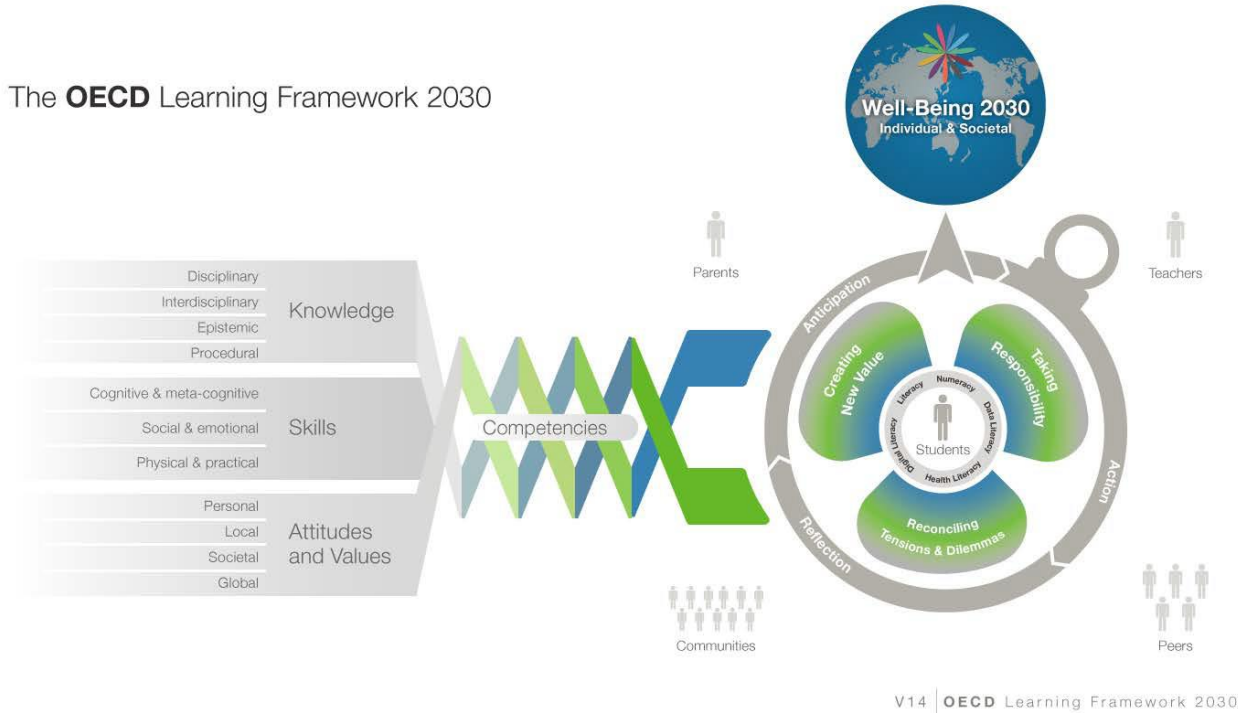 The OECD Learning Framework 2030
Well-Being 2030
Individual & Societal
Parents
Teachers
Disciplinary
Interdisciplinary
Epistemic
Procedural
Knowledge
Cognitive & meta-cognitive
Social & emotional
Physical & practical
Skills
Personal
Local
Societal
Global
Attitudes
and Values
Competencies
Anticipation
Action
Reflection
Creating
New Value
Taking
Responsibility
Reconciling
Tensions & Dilemmas
Literacy
Numeracy
Data Literacy
Health Literacy
Digital Literacy
Students
Communities
Peers
V14 | OECD Learning Framework 2030